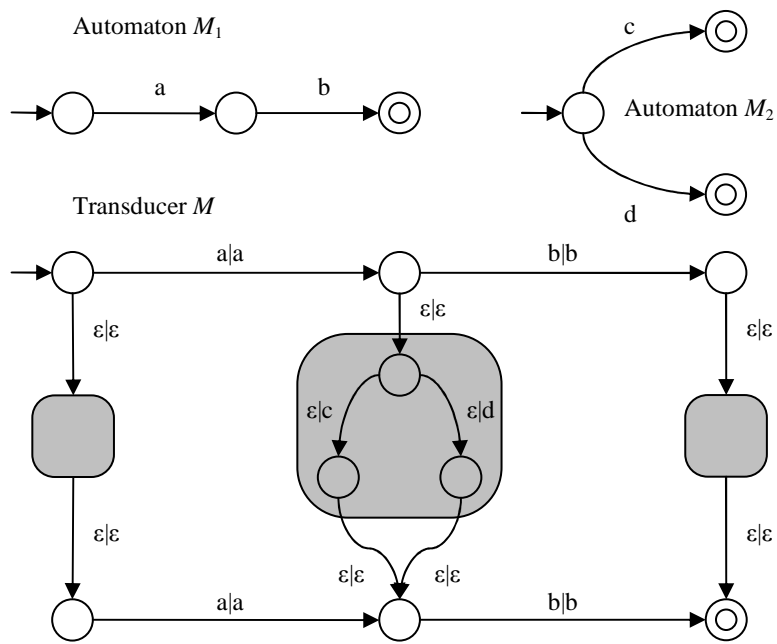 Automaton M1
c
a
b
Automaton M2
d
Transducer M
a|a
b|b
ε|ε
ε|ε
ε|ε
ε|c
ε|d
ε|ε
ε|ε
ε|ε
ε|ε
a|a
b|b